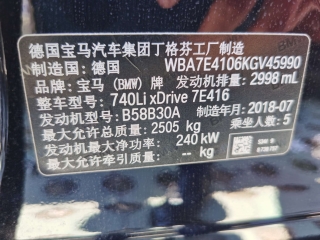 德国宝马汽车集团丁格芬工厂制造
制造国：德国 WBA7E4106KGV45990
品牌：宝马（BMW）牌 发动机排量：2998 mL
整车型号：740Li xDrive 7E416
发动机型号：B58B30A 制造年月：2018-07
最大允许总质量：2505 kg 乘坐人数：5
发动机最大净功率：240 kW
最大允许牵引质量：-- kg